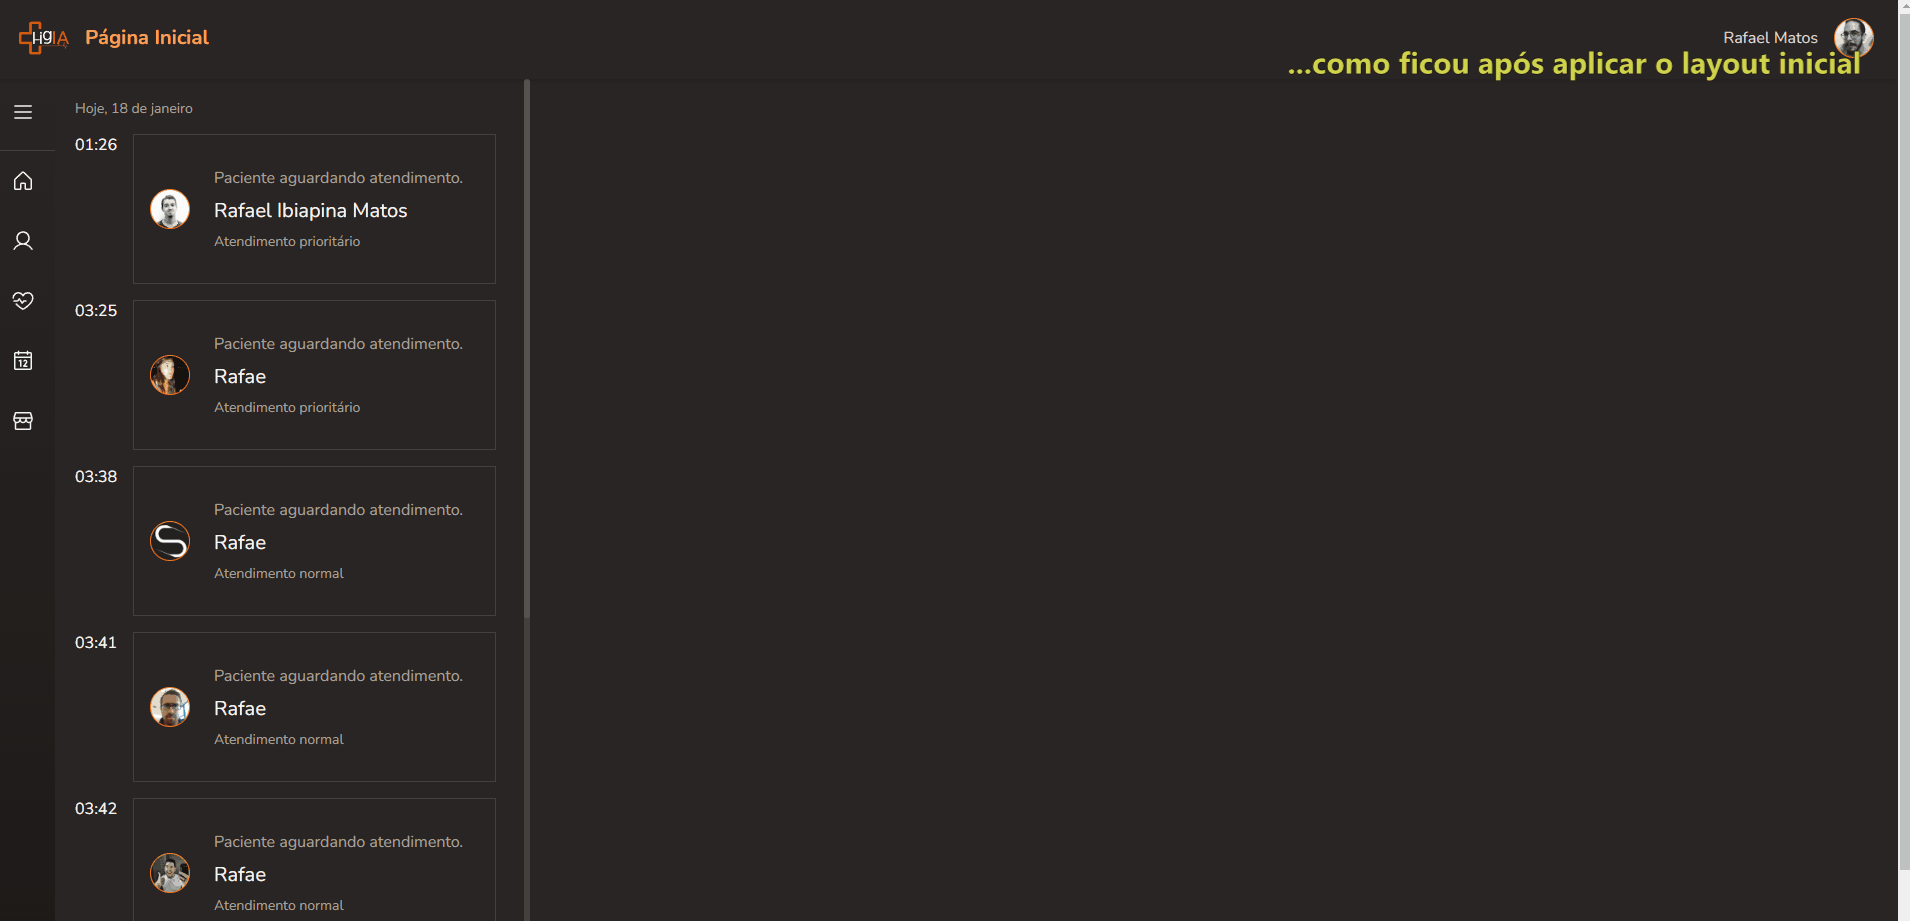 HígIA
Página Inicial
Rafael Matos
...como ficou após aplicar o layout inicial
Hoje, 18 de janeiro
01:26
Paciente aguardando atendimento.
Rafael Ibiapina Matos
Atendimento prioritário
03:25
Paciente aguardando atendimento.
Rafae
Atendimento prioritário
03:38
Paciente aguardando atendimento.
Rafae
Atendimento normal
03:41
Paciente aguardando atendimento.
Rafae
Atendimento normal
03:42
Paciente aguardando atendimento.
Rafae
Atendimento normal
12